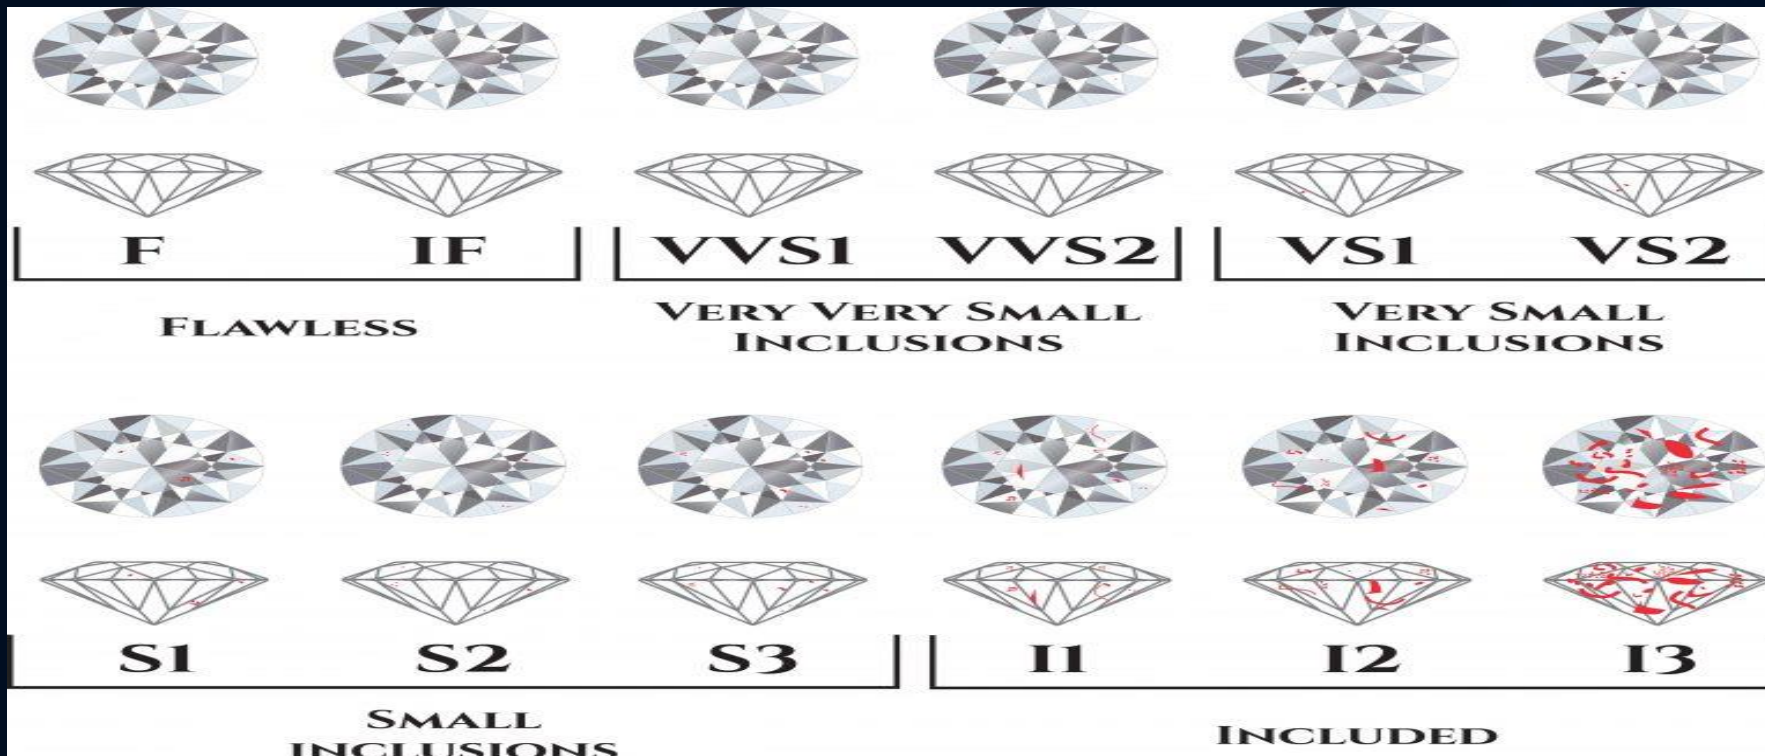 F IF VVS1 VVS2 VS1 VS2
FLAWLESS
VERY VERY SMALL
INCLUSIONS
VERY SMALL
INCLUSIONS
S1 S2 S3 I1 I2 I3
SMALL
INCLUSIONS
INCLUDED